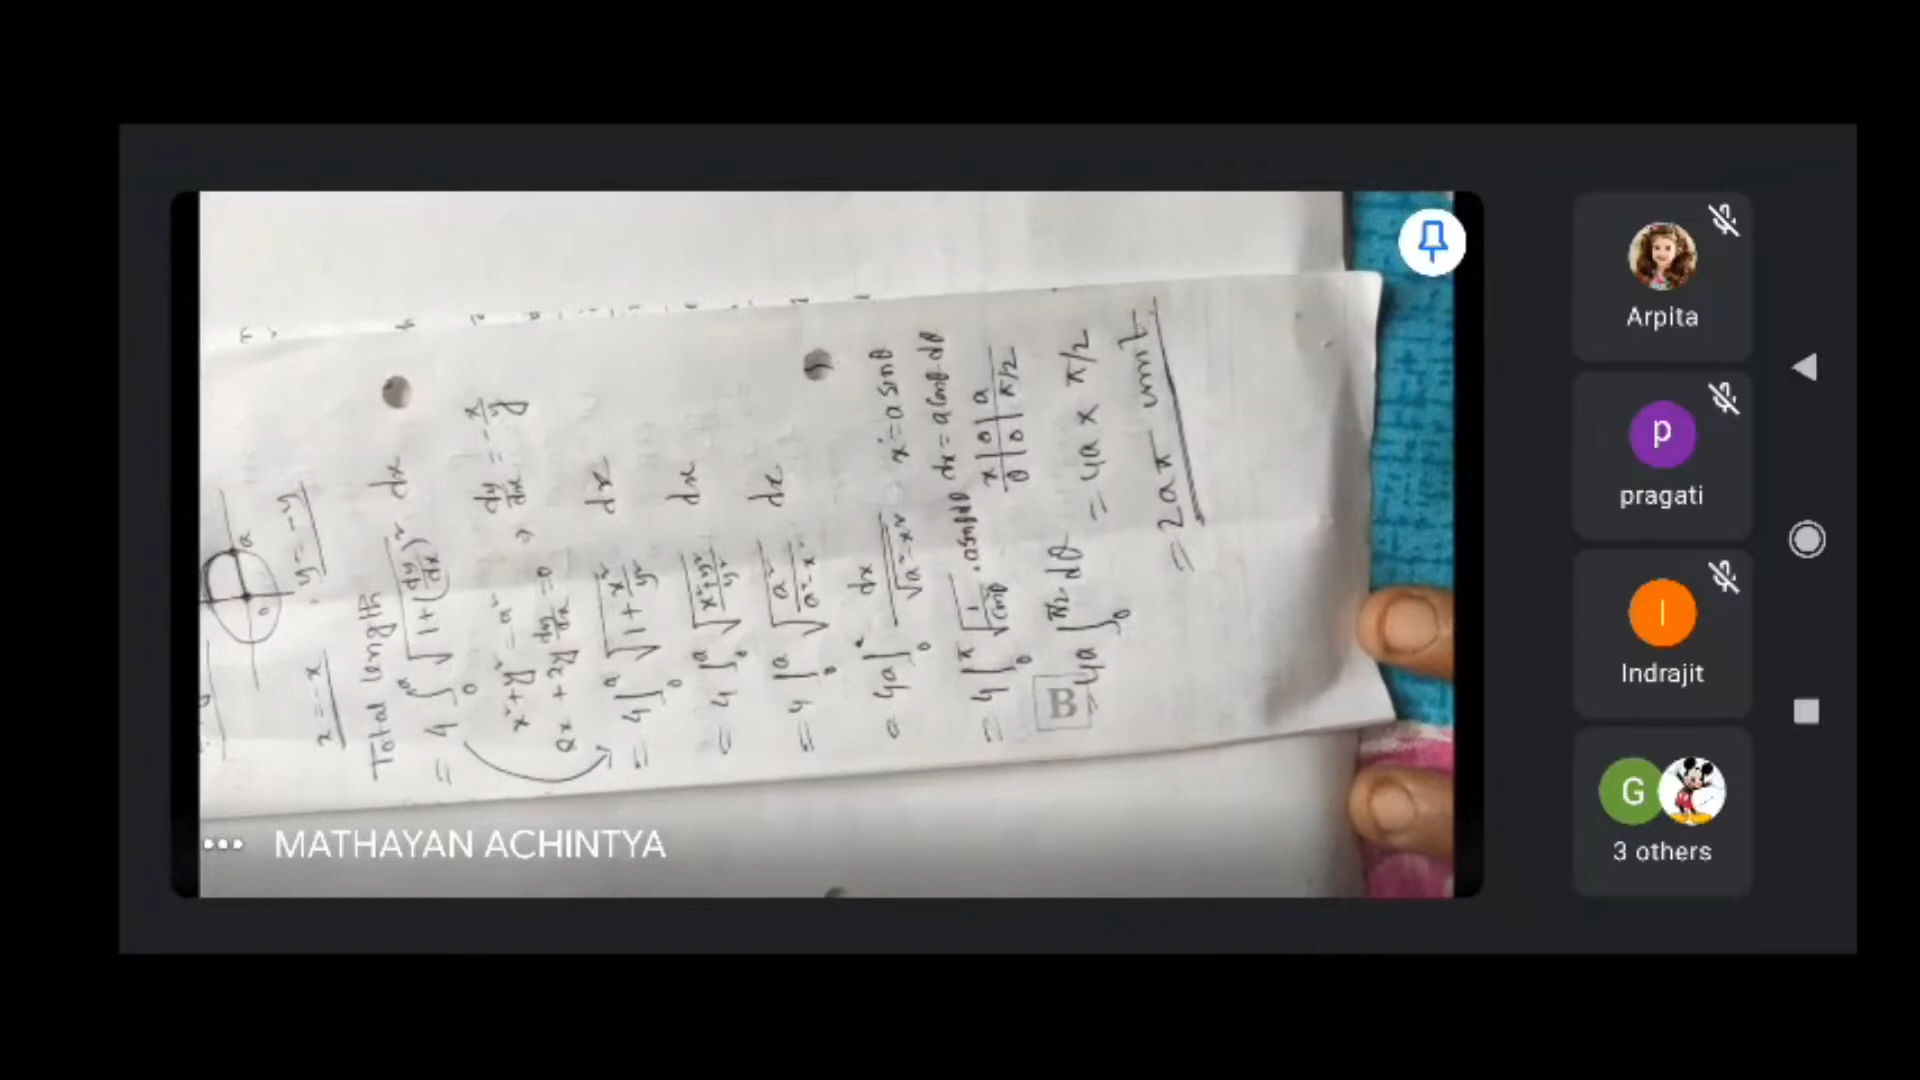 x = -x , y = -y
a
0
Total length
= 4 ∫₀ᵃ √(1 + (dy/dx)²) dx
x² + y² = a²
2x + 2y dy/dx = 0 ⇒ dy/dx = -x/y
= 4 ∫₀ᵃ √(1 + x²/y²) dx
= 4 ∫₀ᵃ √((x²+y²)/y²) dx
= 4 ∫₀ᵃ √(a²/(a²-x²)) dx
= 4a ∫₀ᵃ dx/√(a²-x²)
x = a sinθ
dx = a cosθ dθ
x | 0 | a
θ | 0 | π/2
B
= 4a ∫₀^π/2 dθ
= 4a x π/2
= 2aπ unit.
MATHAYAN ACHINTYA
Arpita
p
pragati
I
Indrajit
G
3 others